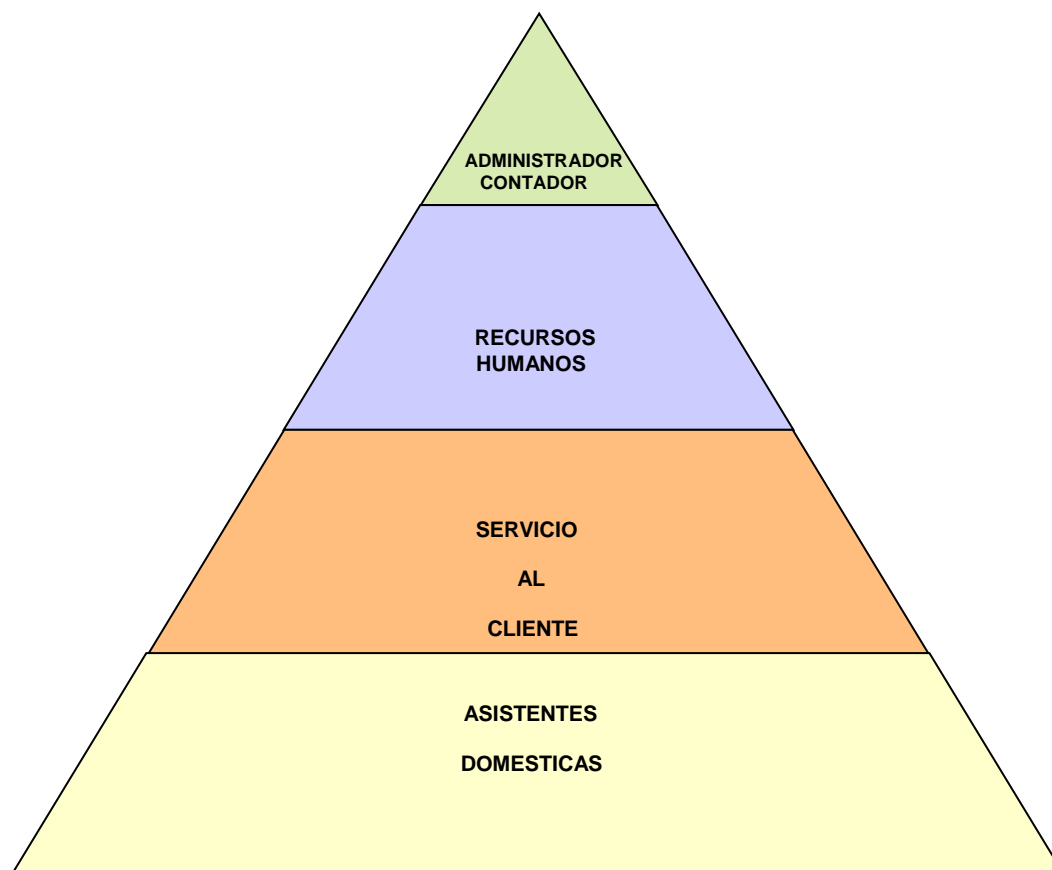 ADMINISTRADOR
CONTADOR
RECURSOS
HUMANOS
SERVICIO
AL
CLIENTE
ASISTENTES
DOMESTICAS